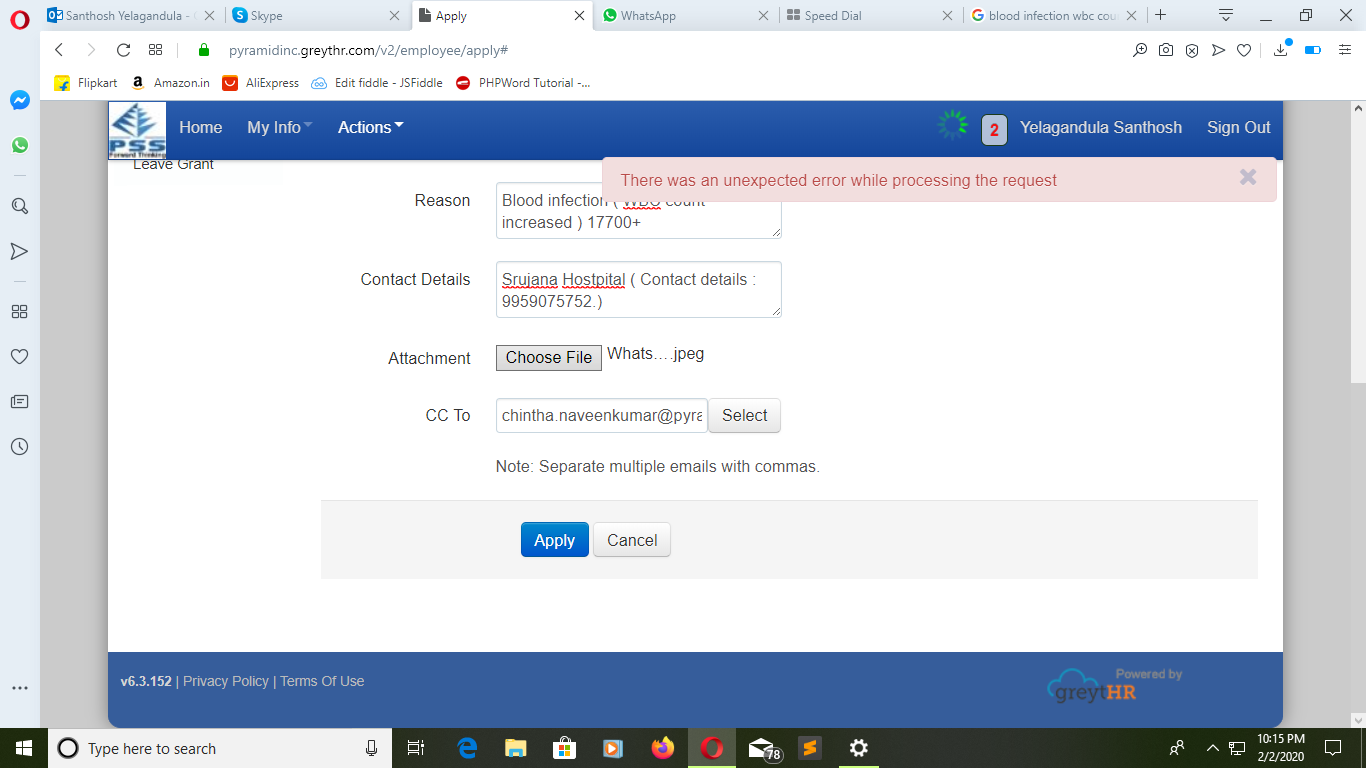 Santhosh Yelagandula -
Skype
Apply
WhatsApp
Speed Dial
blood infection wbc cou
pyramidinc.greythr.com/v2/employee/apply#
Flipkart
Amazon.in
AliExpress
Edit fiddle - JSFiddle
PHPWord Tutorial -...
PSS
Forward Thinking
Home
My Info
Actions
2
Yelagandula Santhosh
Sign Out
Leave Grant
There was an unexpected error while processing the request
Reason
Blood infection ( WBC count
increased ) 17700+
Contact Details
Srujana Hostpital ( Contact details :
9959075752.)
Attachment
Choose File
Whats....jpeg
CC To
chintha.naveenkumar@pyra
Select
Note: Separate multiple emails with commas.
Apply
Cancel
v6.3.152 | Privacy Policy | Terms Of Use
Powered by
greytHR
Type here to search
78
10:15 PM
2/2/2020